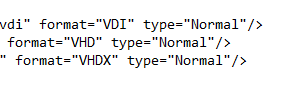 vdi" format="VDI" type="Normal"/>
format="VHD" type="Normal"/>
" format="VHDX" type="Normal"/>